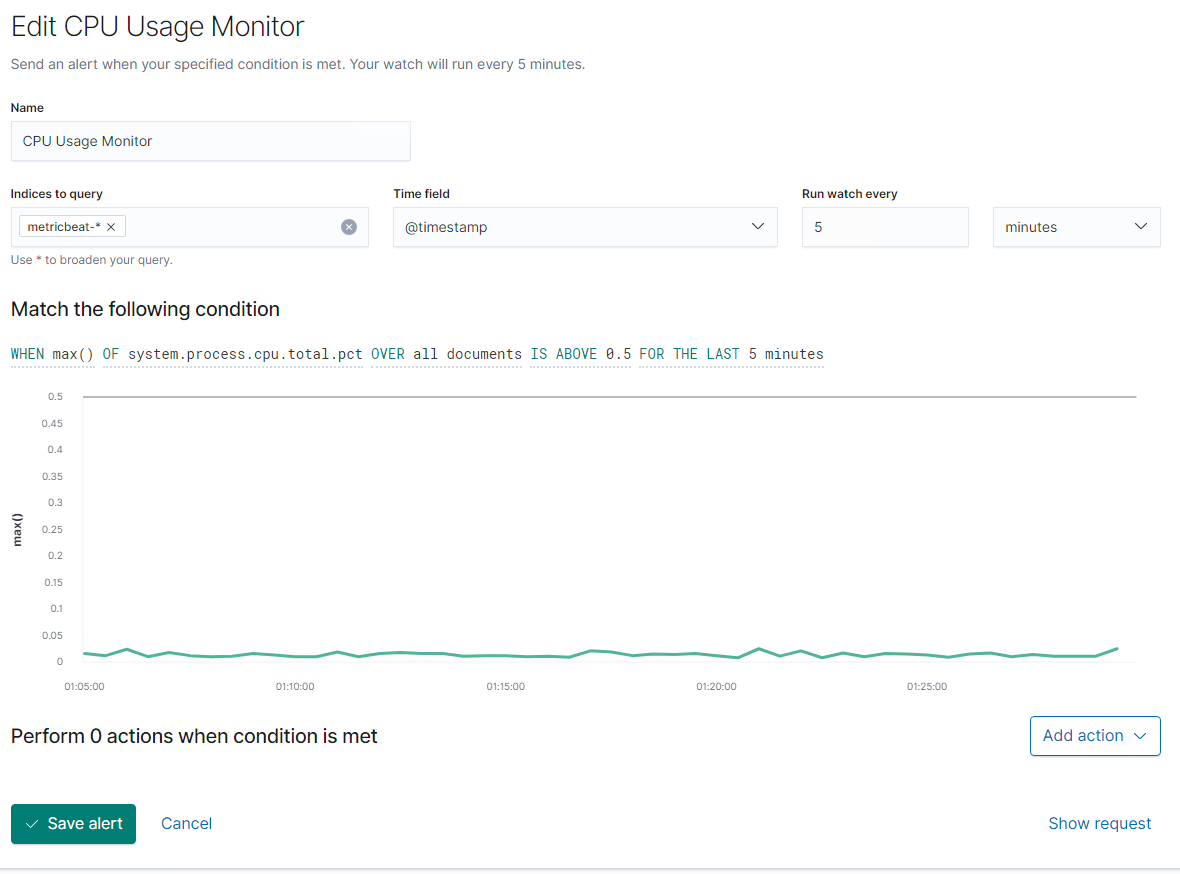 Edit CPU Usage Monitor
Send an alert when your specified condition is met. Your watch will run every 5 minutes.
Name
CPU Usage Monitor
Indices to query
Time field
Run watch every
metricbeat-*
@timestamp
5
minutes
Use * to broaden your query.
Match the following condition
WHEN max() OF system.process.cpu.total.pct OVER all documents IS ABOVE 0.5 FOR THE LAST 5 minutes
max()
0.5
0.45
0.4
0.35
0.3
0.25
0.2
0.15
0.1
0.05
0
01:05:00 01:10:00 01:15:00 01:20:00 01:25:00
Perform 0 actions when condition is met
Add action
Save alert
Cancel
Show request